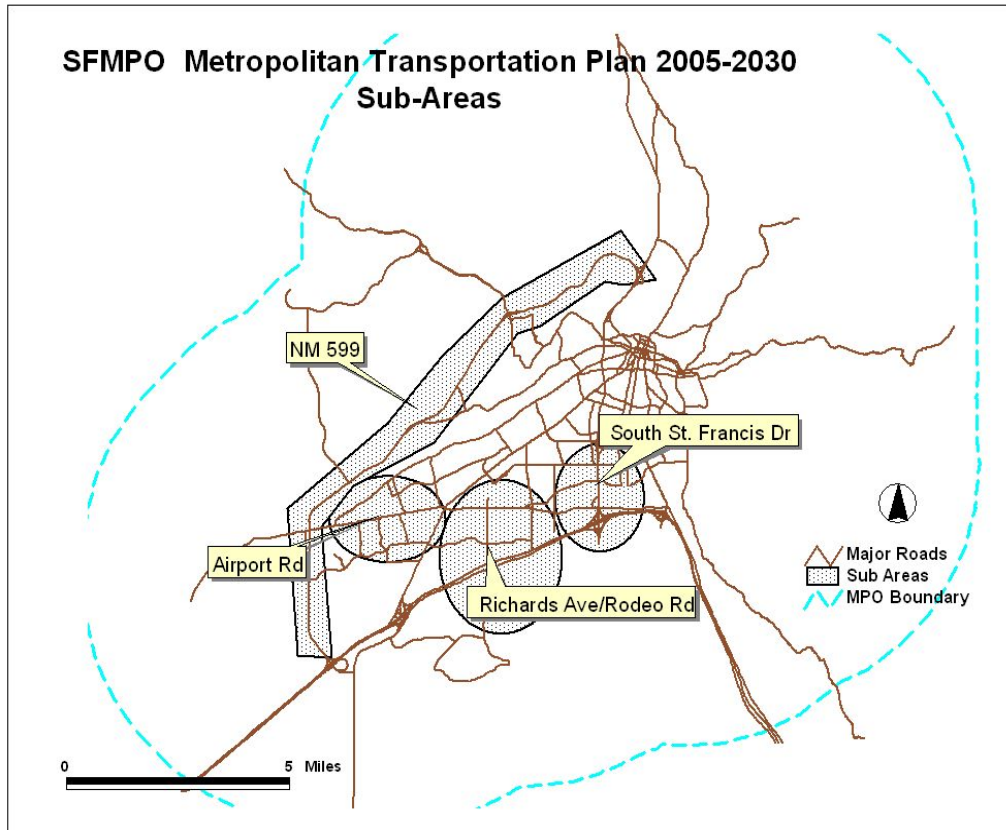 SFMPO Metropolitan Transportation Plan 2005-2030
Sub-Areas
NM 599
South St. Francis Dr
Airport Rd
Richards Ave/Rodeo Rd
Major Roads
Sub Areas
MPO Boundary
0 5 Miles